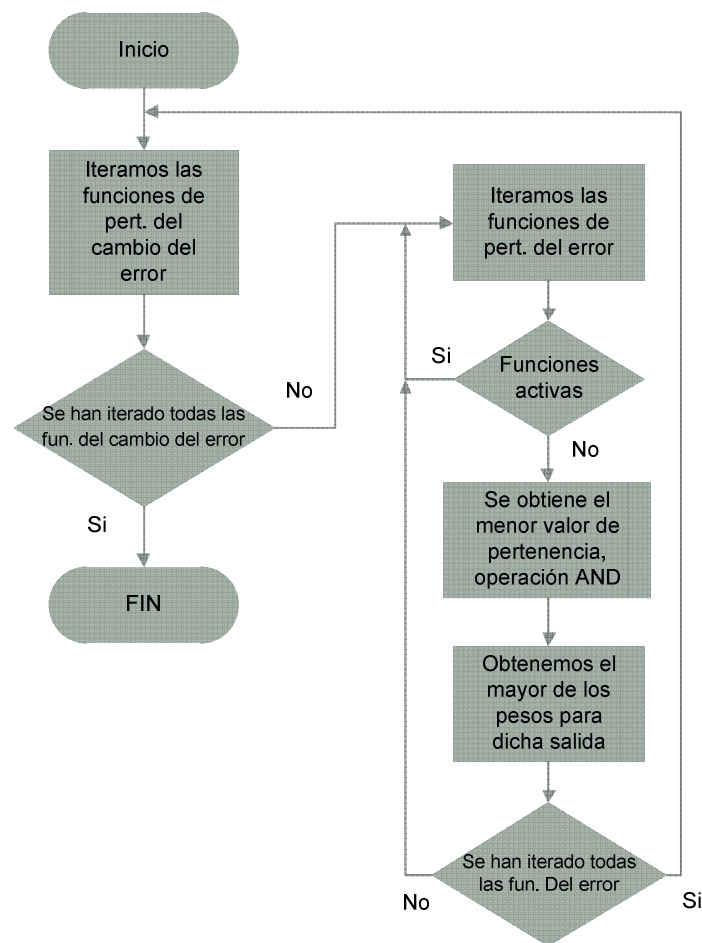 Inicio
Iteramos las
funciones de
pert. del
cambio del
error
Se han iterado todas las
fun. del cambio del error
No
Si
FIN
Iteramos las
funciones de
pert. del error
Funciones
activas
Si
No
Se obtiene el
menor valor de
pertenencia,
operación AND
Obtenemos el
mayor de los
pesos para
dicha salida
Se han iterado todas
las fun. Del error
No
Si